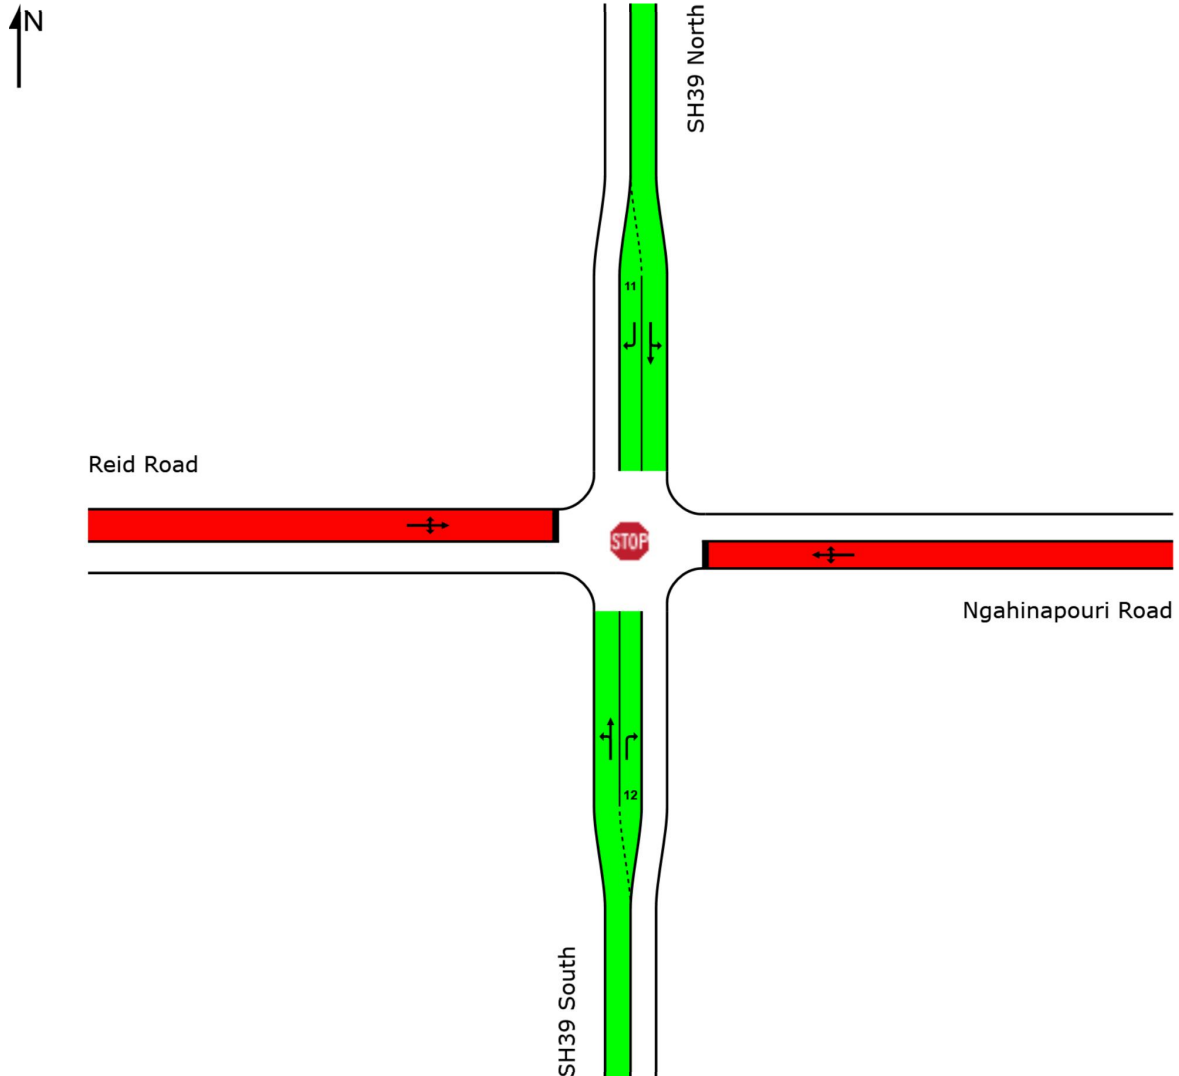 N
SH39 North
11
Reid Road
STOP
Ngahinapouri Road
12
SH39 South